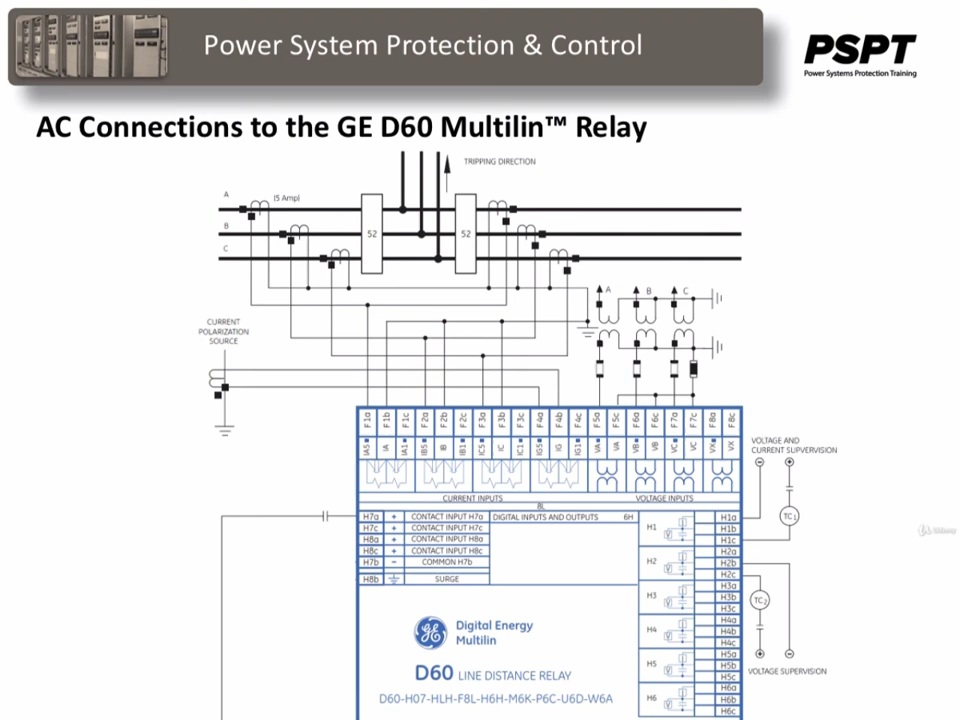 Power System Protection & Control
PSPT
Power Systems Protection Training
AC Connections to the GE D60 Multilin™ Relay
TRIPPING DIRECTION
A
(5 Amp)
B
C
52
52
A
B
C
CURRENT
POLARIZATION
SOURCE
F1a F1b F1c F2a F2b F2c F3a F3b F3c F4a F4b F4c F5a F5c F6a F6c F7a F7c F8a F8c
IA5 IA IA1 IB5 IB IB1 IC5 IC IC1 IG5 IG IG1 VA VA VB VB VC VC VX VX
CURRENT INPUTS
VOLTAGE INPUTS
8L
VOLTAGE AND
CURRENT SUPVERVISION
H7a + CONTACT INPUT H7a
H7c + CONTACT INPUT H7c
H8a + CONTACT INPUT H8a
H8c + CONTACT INPUT H8c
H7b - COMMON H7b
H8b SURGE
DIGITAL INPUTS AND OUTPUTS 6H
H1
H1a
H1b
H1c
TC1
H2
H2a
H2b
H2c
H3
H3a
H3b
H3c
TC2
H4
H4a
H4b
H4c
H5
H5a
H5b
H5c
VOLTAGE SUPERVISION
H6
H6a
H6b
H6c
V
V
V
V
V
V
GE
Digital Energy
Multilin
D60 LINE DISTANCE RELAY
D60-H07-HLH-F8L-H6H-M6K-P6C-U6D-W6A